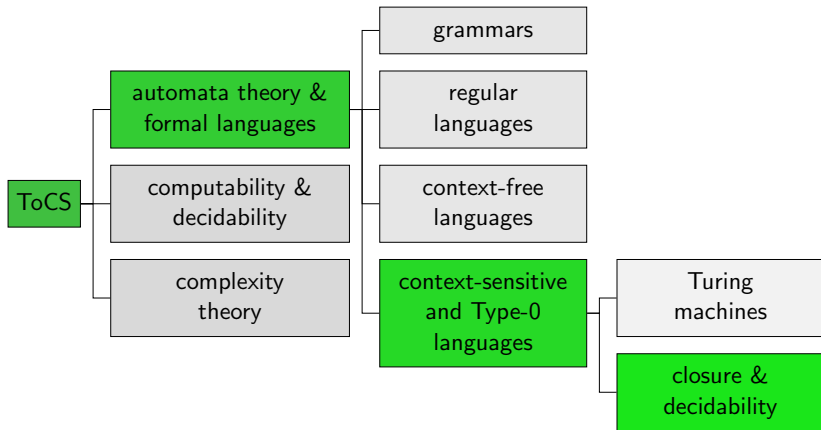 ToCS
automata theory &
formal languages
computability &
decidability
complexity
theory
grammars
regular
languages
context-free
languages
context-sensitive
and Type-0
languages
Turing
machines
closure &
decidability